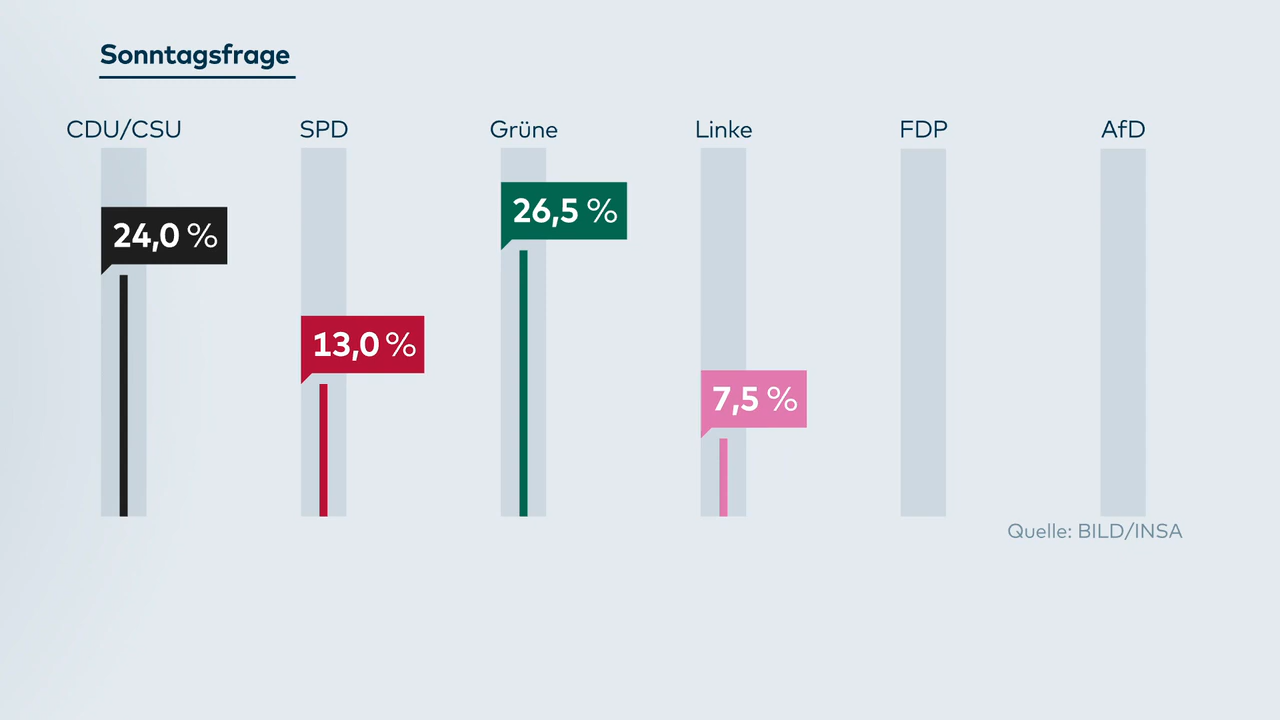 Sonntagsfrage
CDU/CSU SPD Grüne Linke FDP AfD
26,5 %
24,0 %
13,0 %
7,5 %
Quelle: BILD/INSA